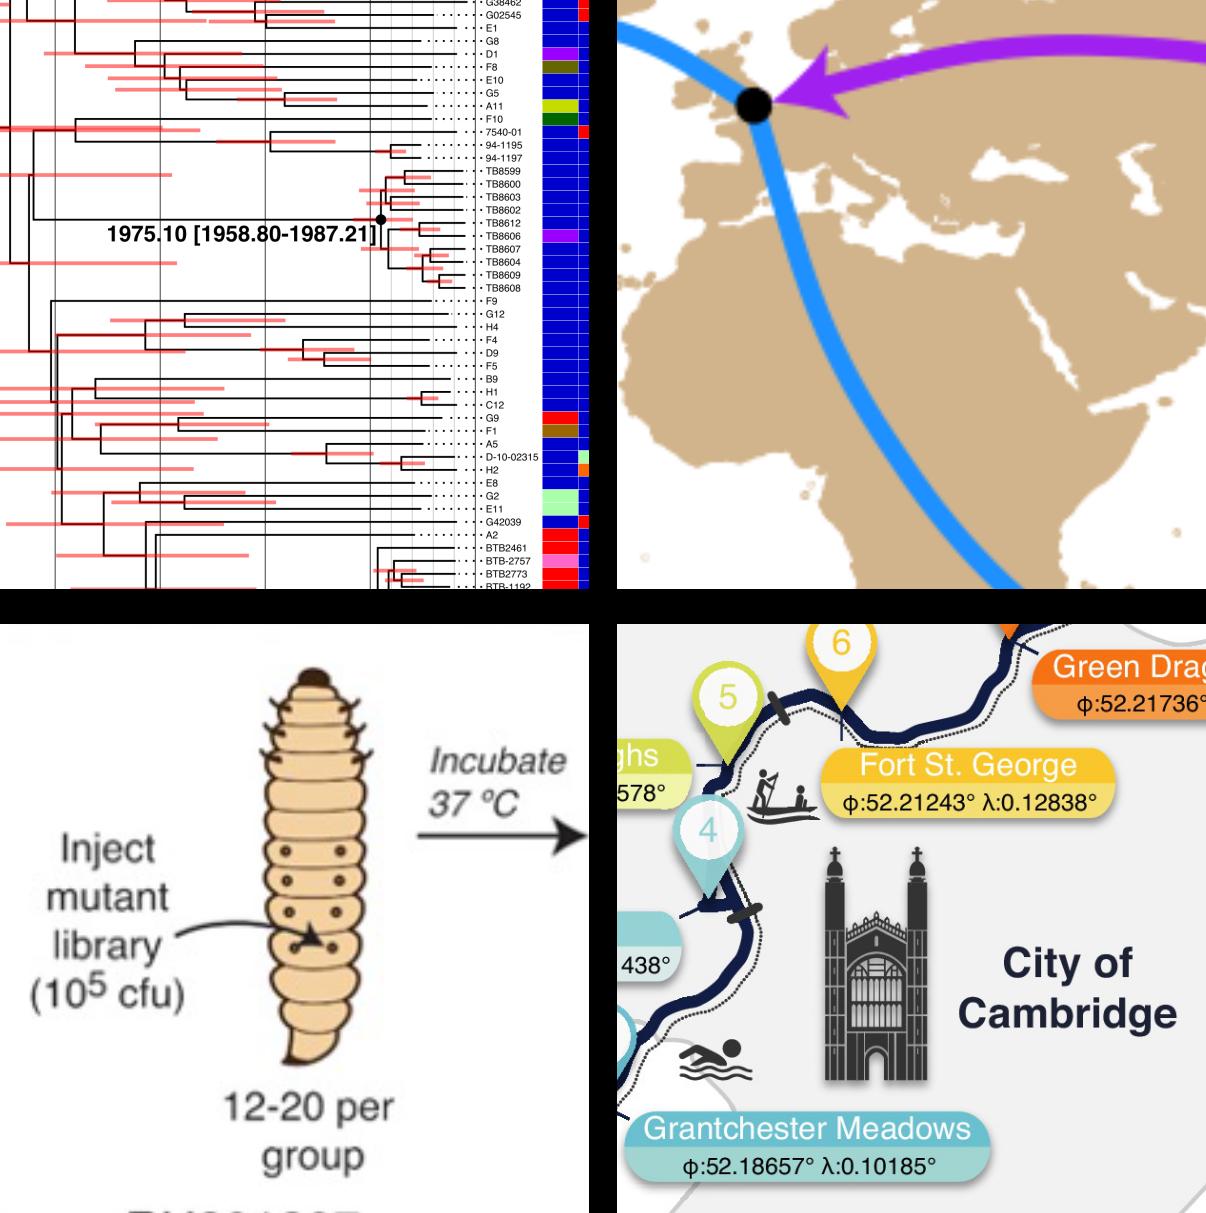 G38462
G02545
E1
G8
D1
F8
E10
G5
A11
F10
7540-01
94-1195
94-1197
TB8599
TB8600
TB8603
TB8602
TB8612
1975.10 [1958.80-1987.21]
TB8606
TB8607
TB8604
TB8609
TB8608
F9
G12
H4
F4
D9
F5
B9
H1
C12
G9
F1
A5
D-10-02315
H2
E8
G2
E11
G42039
A2
BTB2461
BTB-2757
BTB2773
BTB-1192
Inject
mutant
library
(10⁵ cfu)
Incubate
37 ºC
12-20 per
group
6
5
4
Green Drag
φ:52.21736°
ghs
578°
Fort St. George
φ:52.21243° λ:0.12838°
438°
City of
Cambridge
Grantchester Meadows
φ:52.18657° λ:0.10185°